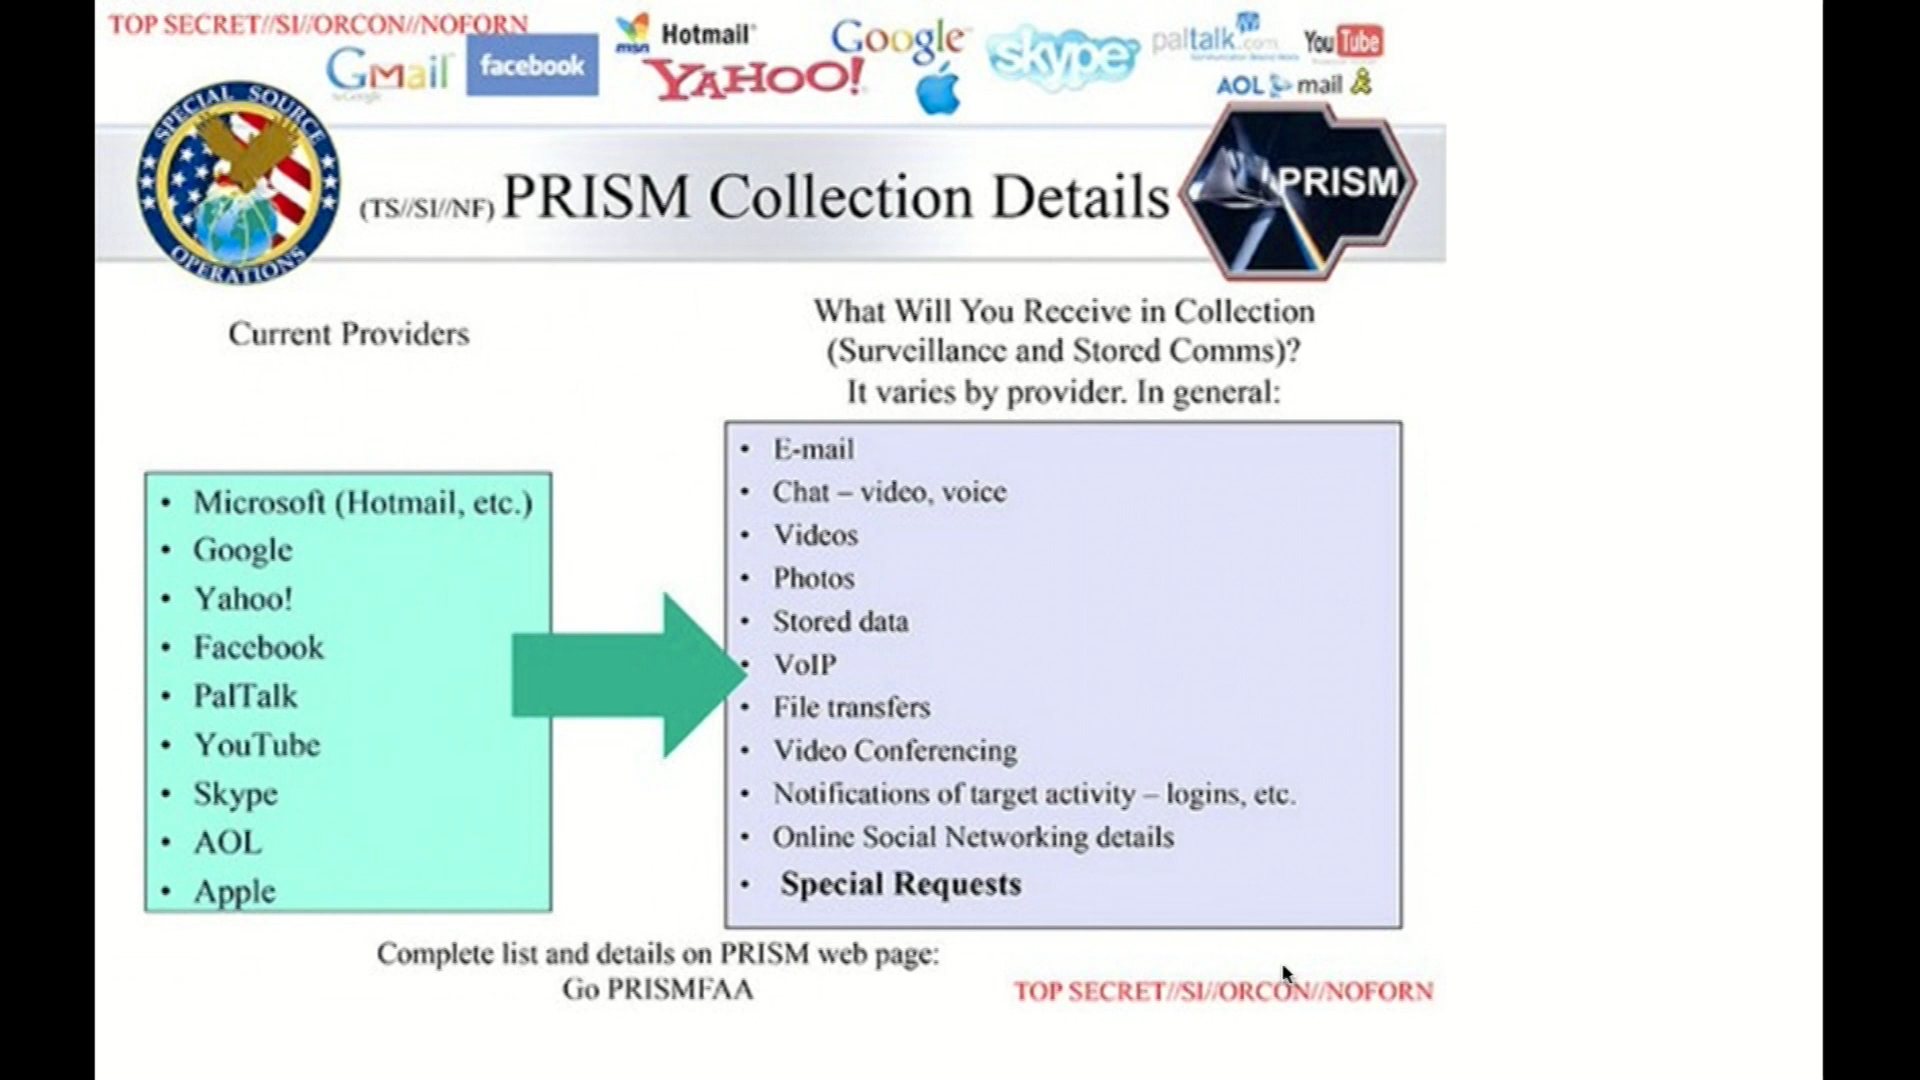 TOP SECRET//SI//ORCON//NOFORN
Gmail
facebook
msn Hotmail
YAHOO!
Google
skype
paltalk.com
YouTube
AOL mail
SPECIAL SOURCE
OPERATIONS
(TS//SI//NF) PRISM Collection Details
PRISM
Current Providers
• Microsoft (Hotmail, etc.)
• Google
• Yahoo!
• Facebook
• PalTalk
• YouTube
• Skype
• AOL
• Apple
What Will You Receive in Collection
(Surveillance and Stored Comms)?
It varies by provider. In general:
• E-mail
• Chat – video, voice
• Videos
• Photos
• Stored data
• VoIP
• File transfers
• Video Conferencing
• Notifications of target activity – logins, etc.
• Online Social Networking details
• Special Requests
Complete list and details on PRISM web page:
Go PRISMFAA
TOP SECRET//SI//ORCON//NOFORN